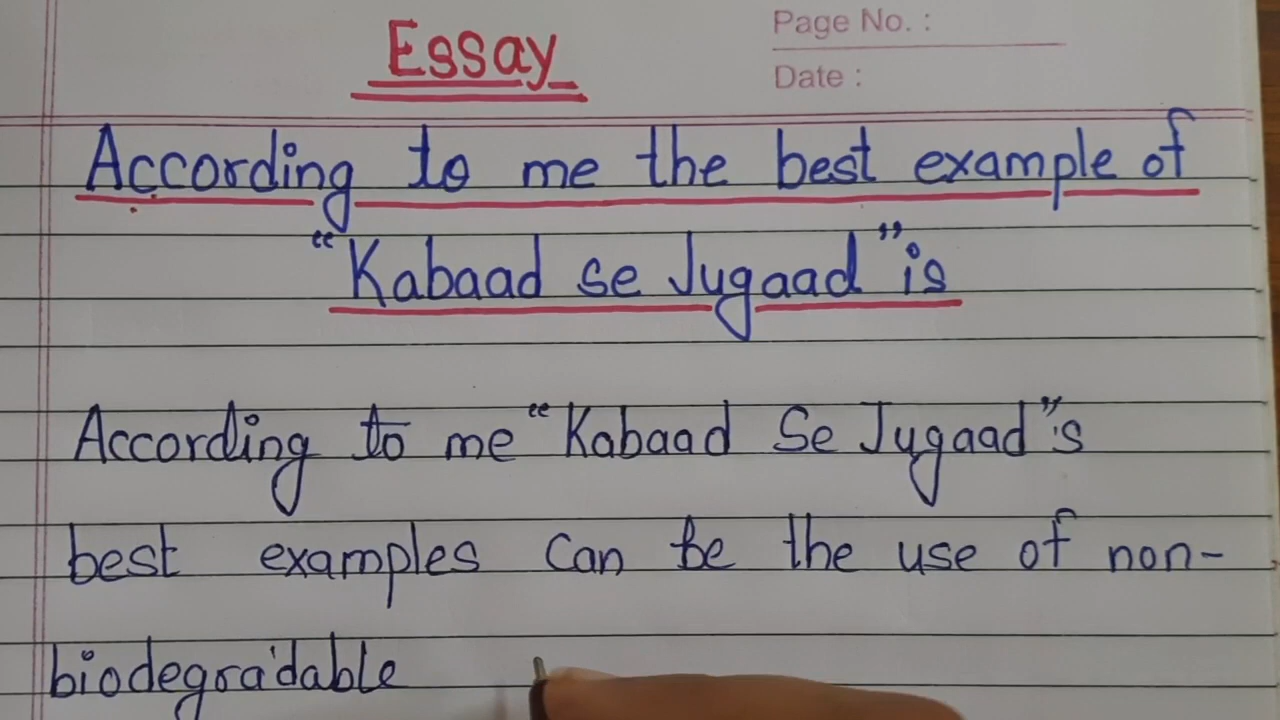 Essay
Page No. :
Date :
According to me the best example of
"Kabaad se Jugaad" is
According to me "Kabaad Se Jugaad"'s
best examples can be the use of non-
biodegradable